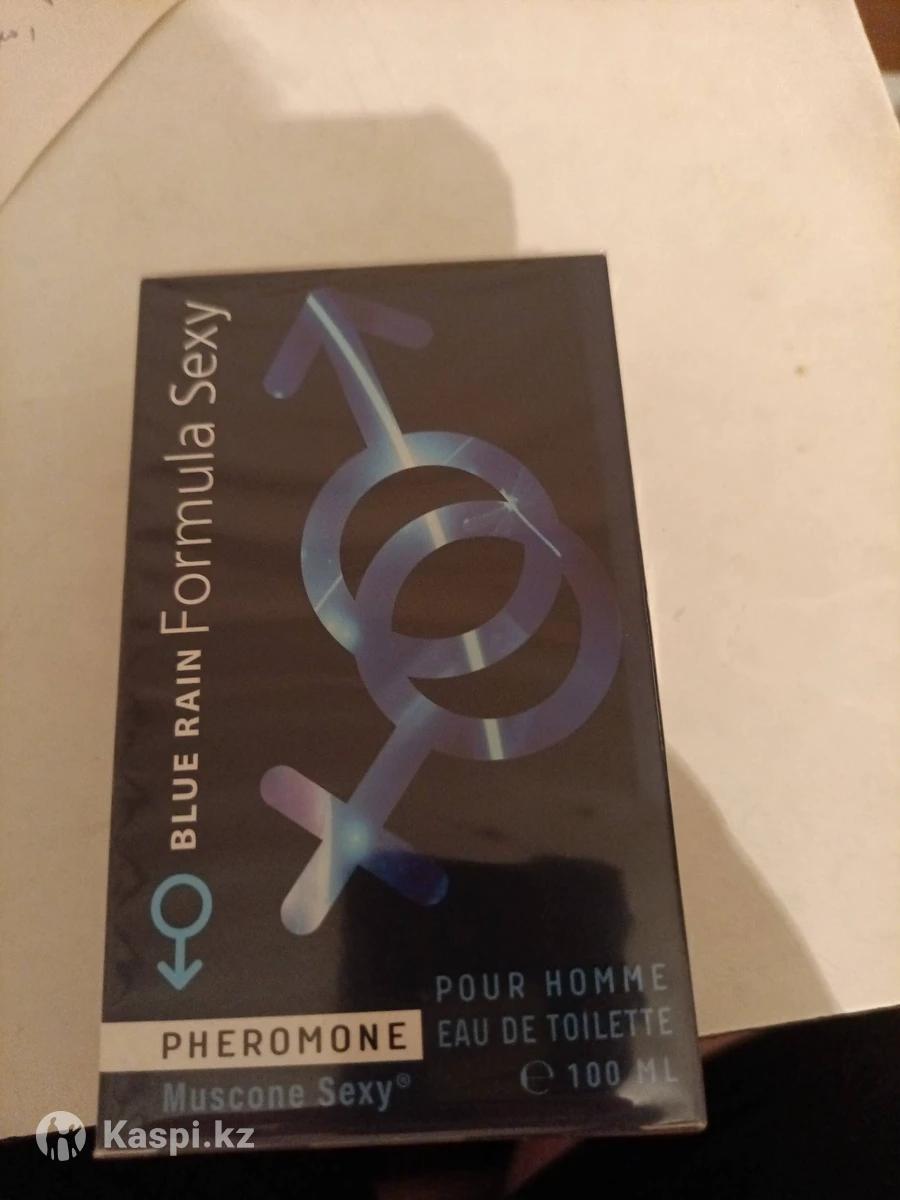 BLUE RAIN Formula Sexy
POUR HOMME
EAU DE TOILETTE
℮ 100 ML
PHEROMONE
Muscone Sexy®
Kaspi.kz